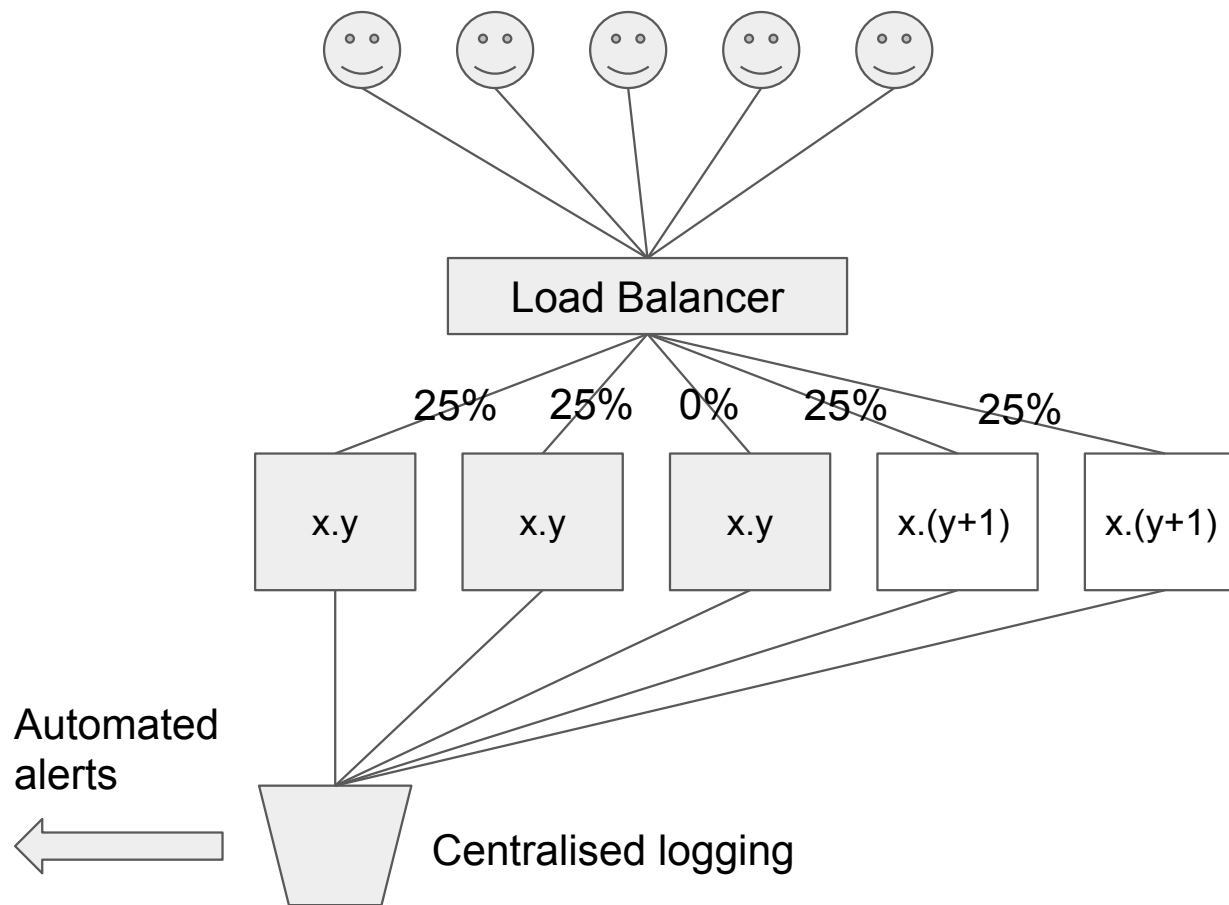 Load Balancer
25% 25% 0% 25% 25%
x.y x.y x.y x.(y+1) x.(y+1)
Automated
alerts
Centralised logging